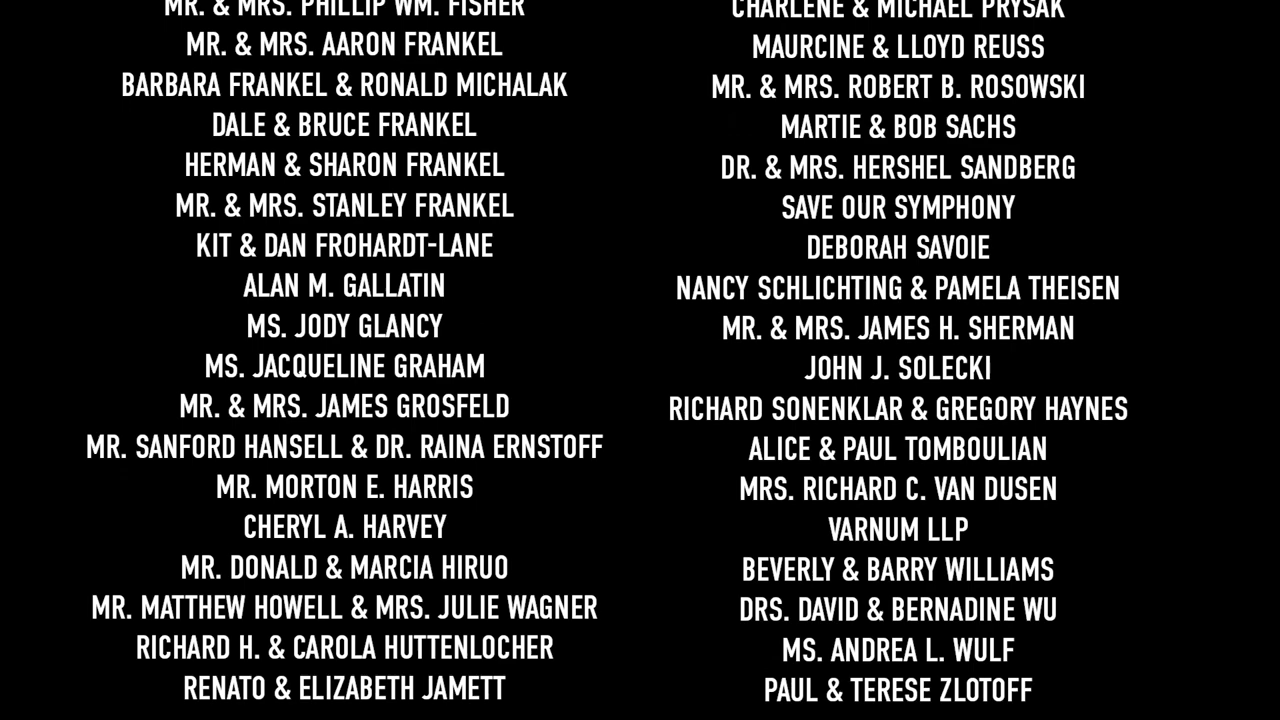 MR. & MRS. PHILLIP WM. FISHER
MR. & MRS. AARON FRANKEL
BARBARA FRANKEL & RONALD MICHALAK
DALE & BRUCE FRANKEL
HERMAN & SHARON FRANKEL
MR. & MRS. STANLEY FRANKEL
KIT & DAN FROHARDT-LANE
ALAN M. GALLATIN
MS. JODY GLANCY
MS. JACQUELINE GRAHAM
MR. & MRS. JAMES GROSFELD
MR. SANFORD HANSELL & DR. RAINA ERNSTOFF
MR. MORTON E. HARRIS
CHERYL A. HARVEY
MR. DONALD & MARCIA HIRUO
MR. MATTHEW HOWELL & MRS. JULIE WAGNER
RICHARD H. & CAROLA HUTTENLOCHER
RENATO & ELIZABETH JAMETT
CHARLENE & MICHAEL PRYSAK
MAURCINE & LLOYD REUSS
MR. & MRS. ROBERT B. ROSOWSKI
MARTIE & BOB SACHS
DR. & MRS. HERSHEL SANDBERG
SAVE OUR SYMPHONY
DEBORAH SAVOIE
NANCY SCHLICHTING & PAMELA THEISEN
MR. & MRS. JAMES H. SHERMAN
JOHN J. SOLECKI
RICHARD SONENKLAR & GREGORY HAYNES
ALICE & PAUL TOMBOULIAN
MRS. RICHARD C. VAN DUSEN
VARNUM LLP
BEVERLY & BARRY WILLIAMS
DRS. DAVID & BERNADINE WU
MS. ANDREA L. WULF
PAUL & TERESE ZLOTOFF